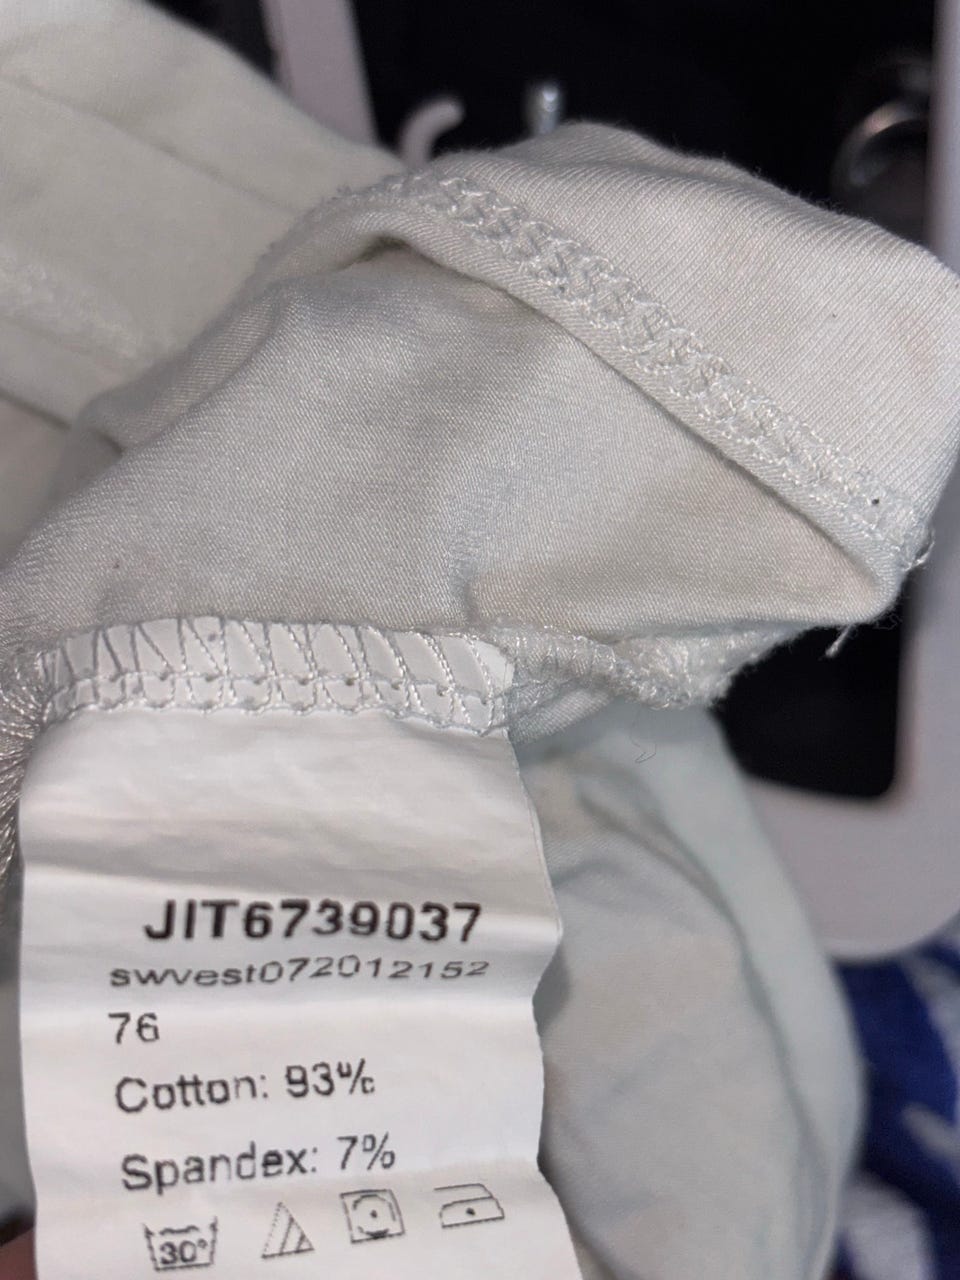 JIT6739037
swvest072012152
76
Cotton: 93%
Spandex: 7%
30°